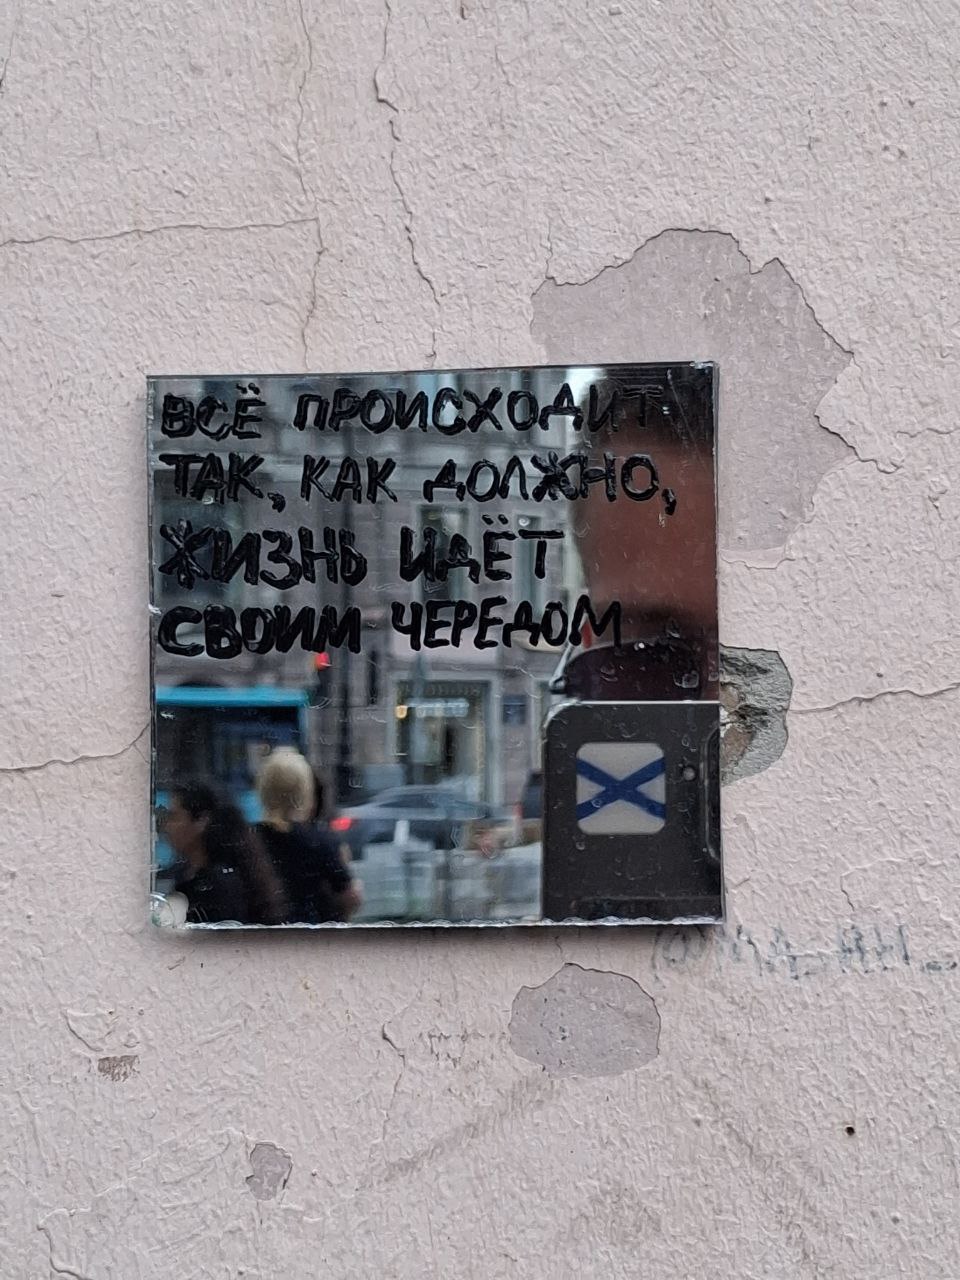 ВСЁ ПРОИСХОДИТ
ТАК, КАК ДОЛЖНО,
ЖИЗНЬ ИДЁТ
СВОИМ ЧЕРЕДОМ